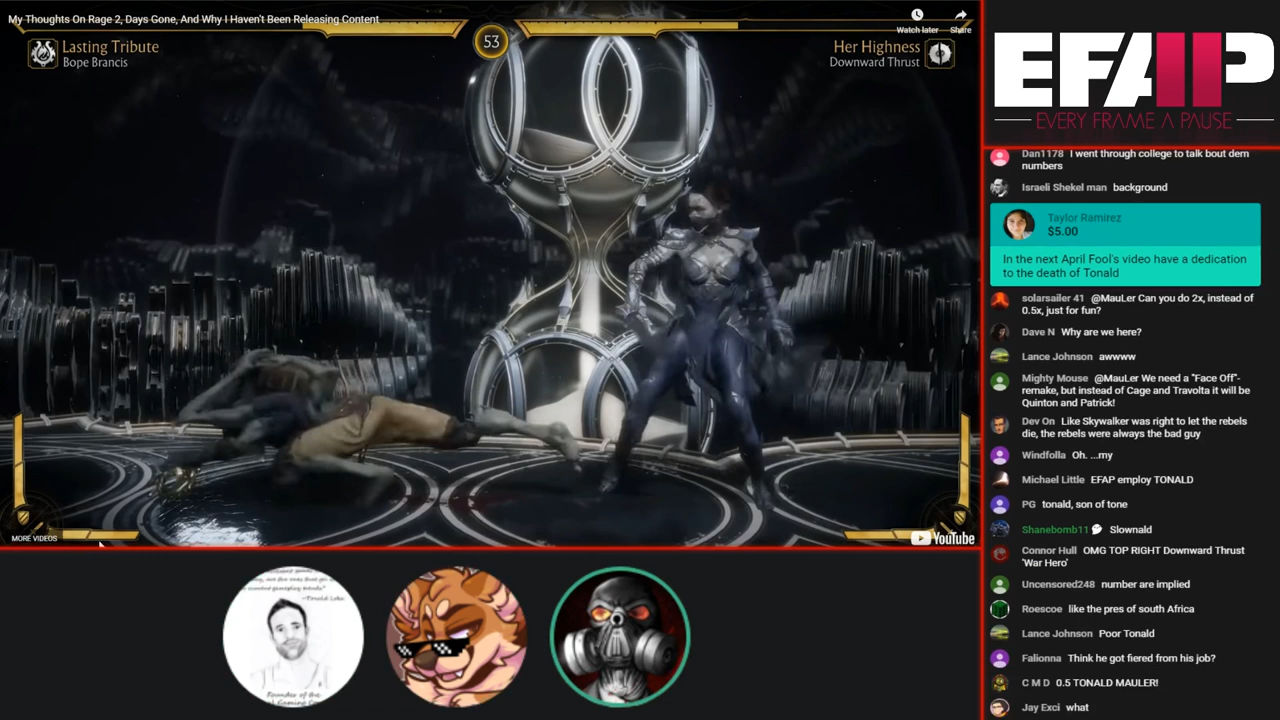 My Thoughts On Rage 2, Days Gone, And Why I Haven't Been Releasing Content
Watch later
Share
Lasting Tribute
Bope Brancis
53
Her Highness
Downward Thrust
MORE VIDEOS
YouTube
EFAP
EVERY FRAME A PAUSE
Dan1178 I went through college to talk bout dem
numbers
Israeli Shekel man background
Taylor Ramirez
$5.00
In the next April Fool's video have a dedication
to the death of Tonald
solarsailer 41 @MauLer Can you do 2x, instead of
0.5x, just for fun?
Dave N Why are we here?
Lance Johnson awwww
Mighty Mouse @MauLer We need a "Face Off"-
remake, but instead of Cage and Travolta it will be
Quinton and Patrick!
Dev On Like Skywalker was right to let the rebels
die, the rebels were always the bad guy
Windfolla Oh. ...my
Michael Little EFAP employ TONALD
PG tonald, son of tone
Shanebomb11 Slownald
Connor Hull OMG TOP RIGHT Downward Thrust
'War Hero'
Uncensored248 number are implied
Roescoe like the pres of south Africa
Lance Johnson Poor Tonald
Falionna Think he got fiered from his job?
C M D 0.5 TONALD MAULER!
Jay Exci what
Founder of the